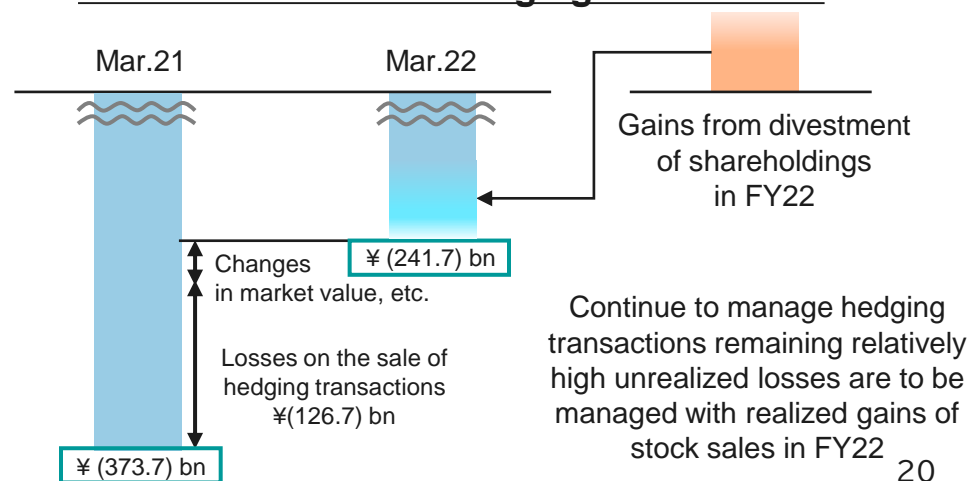 Mar.21
Mar.22
Gains from divestment
of shareholdings
in FY22
¥ (241.7) bn
Changes
in market value, etc.
Losses on the sale of
hedging transactions
¥(126.7) bn
¥ (373.7) bn
Continue to manage hedging
transactions remaining relatively
high unrealized losses are to be
managed with realized gains of
stock sales in FY22
20